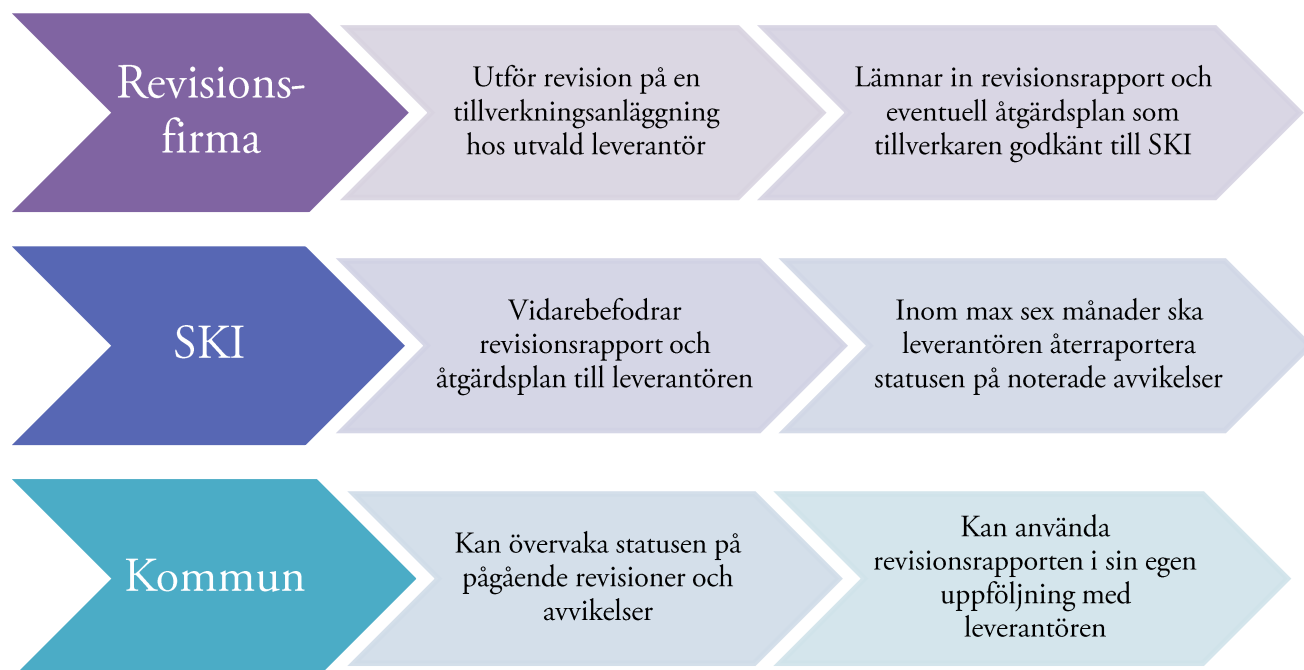 Revisions-
firma
Utför revision på en
tillverkningsanläggning
hos utvald leverantör
Lämnar in revisionsrapport och
eventuell åtgärdsplan som
tillverkaren godkänt till SKI
SKI
Vidarebefodrar
revisionsrapport och
åtgärdsplan till leverantören
Inom max sex månader ska
leverantören återraportera
statusen på noterade avvikelser
Kommun
Kan övervaka statusen på
pågående revisioner och
avvikelser
Kan använda
revisionsrapporten i sin egen
uppföljning med
leverantören